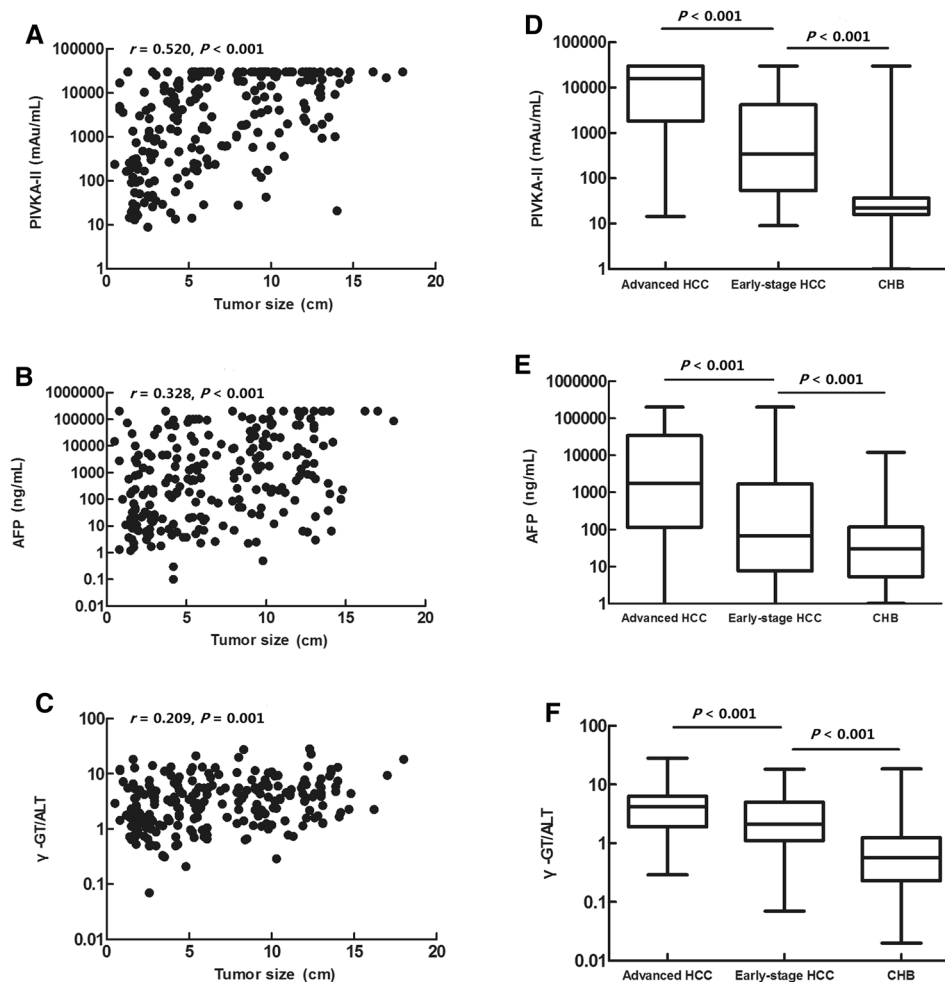 A
r = 0.520, P < 0.001
PIVKA-II (mAu/mL)
100000
10000
1000
100
10
1
0 5 10 15 20
Tumor size (cm)
D
P < 0.001
P < 0.001
PIVKA-II (mAu/mL)
100000
10000
1000
100
10
1
Advanced HCC Early-stage HCC CHB
B
r = 0.328, P < 0.001
AFP (ng/mL)
1000000
100000
10000
1000
100
10
1
0.1
0.01
0 5 10 15 20
Tumor size (cm)
E
P < 0.001
P < 0.001
AFP (ng/mL)
1000000
100000
10000
1000
100
10
1
Advanced HCC Early-stage HCC CHB
C
r = 0.209, P = 0.001
γ -GT/ALT
100
10
1
0.1
0.01
0 5 10 15 20
Tumor size (cm)
F
P < 0.001
P < 0.001
γ -GT/ALT
100
10
1
0.1
0.01
Advanced HCC Early-stage HCC CHB